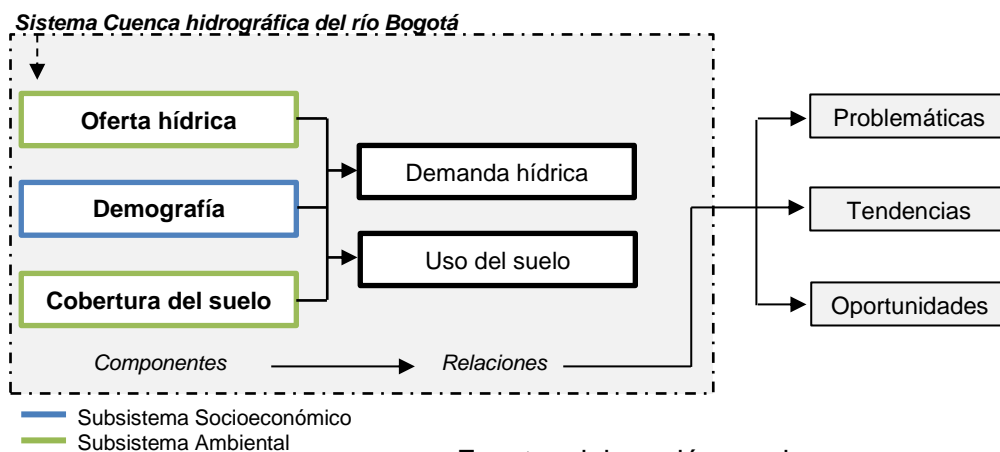 Sistema Cuenca hidrográfica del río Bogotá
Oferta hídrica
Demografía
Cobertura del suelo
Demanda hídrica
Uso del suelo
Componentes
Relaciones
Problemáticas
Tendencias
Oportunidades
Subsistema Socioeconómico
Subsistema Ambiental